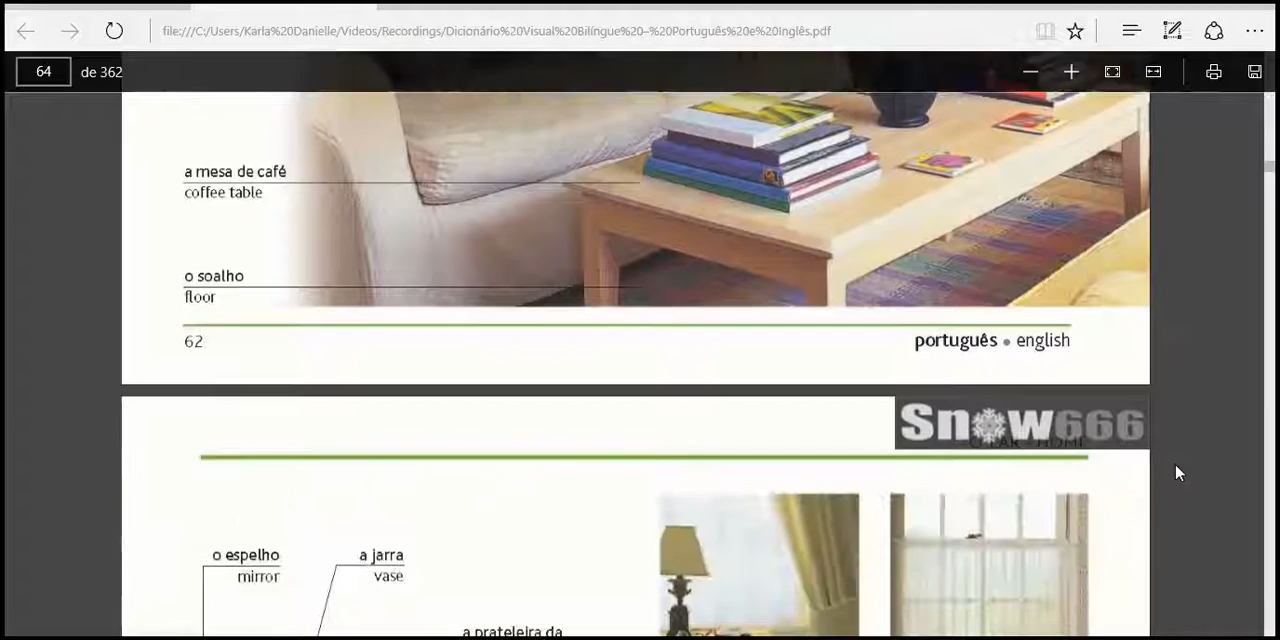 file:///C:/Users/Karla%20Danielle/Videos/Recordings/Dicionário%20Visual%20Bilíngue%20–%20Português%20e%20Inglês.pdf
64 de 362
a mesa de café
coffee table
o soalho
floor
62
português • english
Snow666
o espelho
mirror
a jarra
vase
a prateleira da